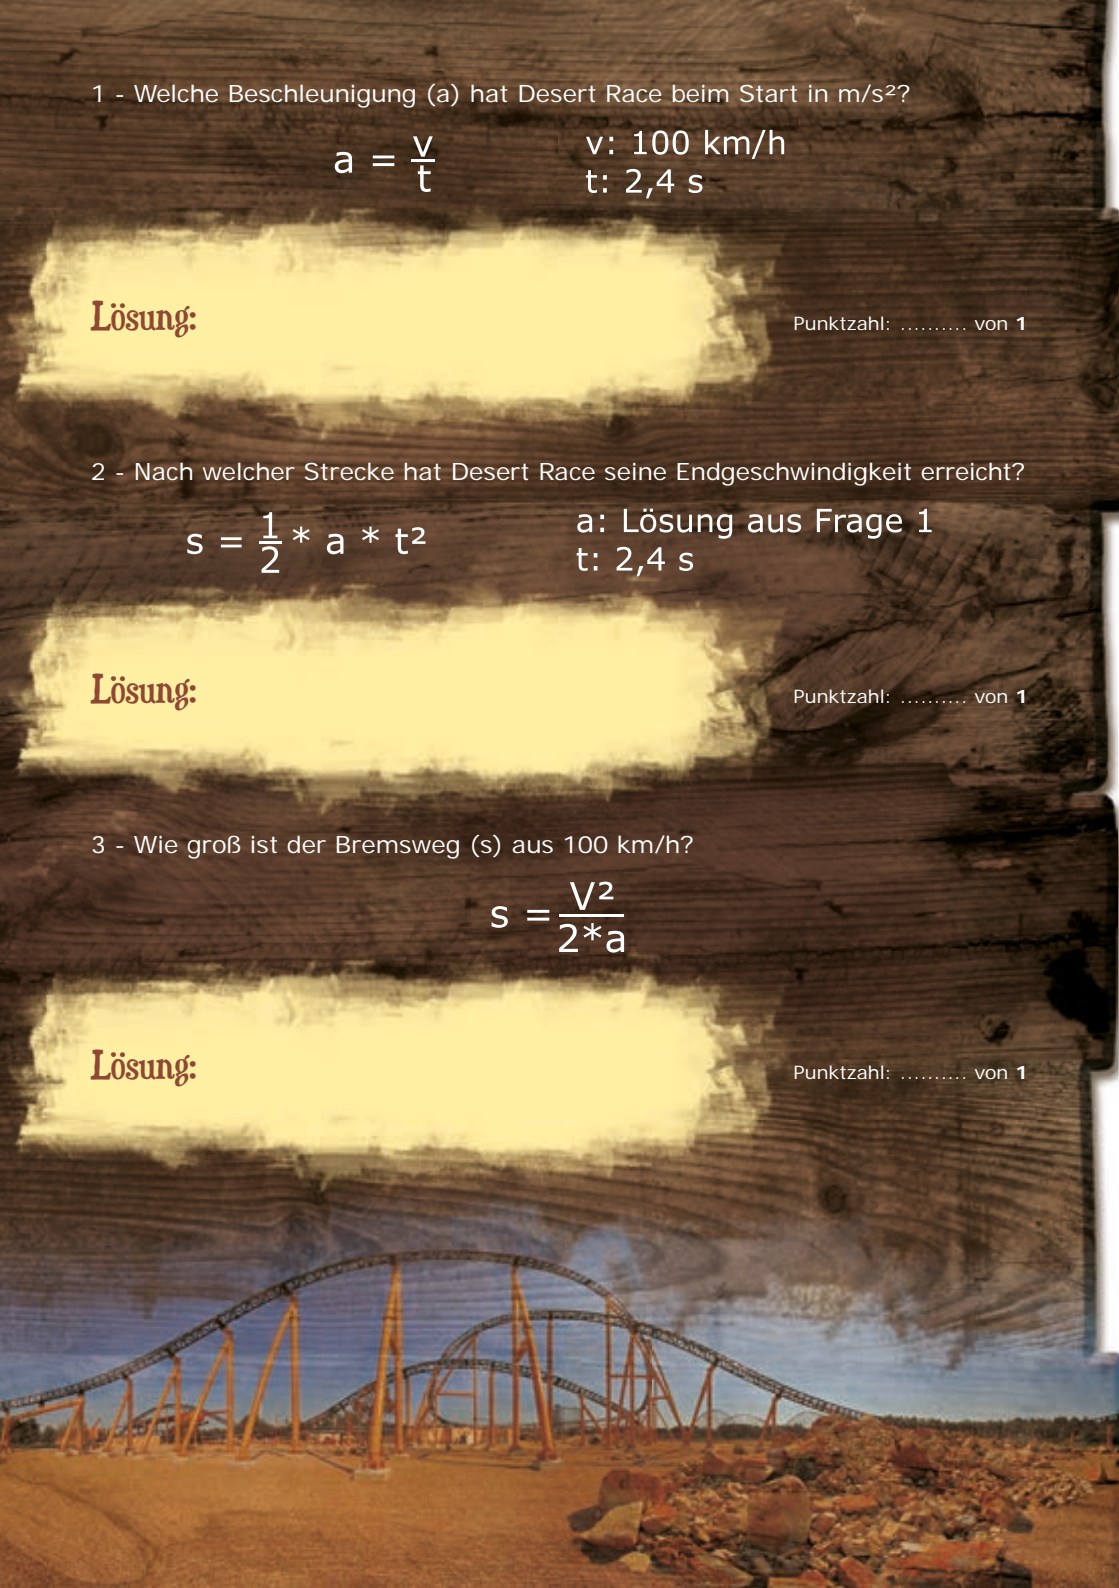 1 - Welche Beschleunigung (a) hat Desert Race beim Start in m/s²?
a = v/t
v: 100 km/h
t: 2,4 s
Lösung:
Punktzahl: .......... von 1
2 - Nach welcher Strecke hat Desert Race seine Endgeschwindigkeit erreicht?
s = 1/2 * a * t²
a: Lösung aus Frage 1
t: 2,4 s
Lösung:
Punktzahl: .......... von 1
3 - Wie groß ist der Bremsweg (s) aus 100 km/h?
s = V²/2*a
Lösung:
Punktzahl: .......... von 1